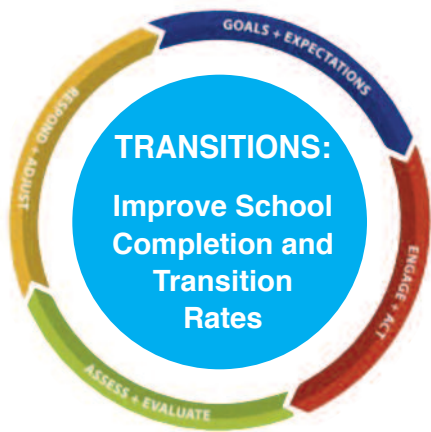 GOALS + EXPECTATIONS
ENGAGE + ACT
ASSESS + EVALUATE
RESPOND + ADJUST
TRANSITIONS:
Improve School
Completion and
Transition
Rates